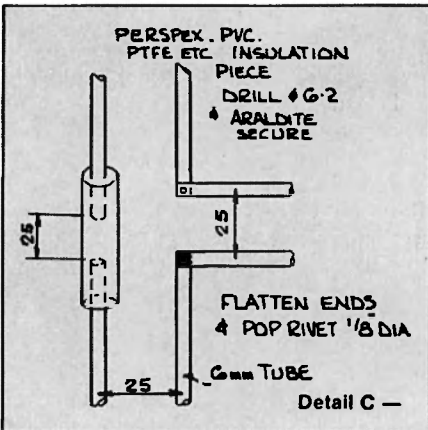 PERSPEX. PVC.
PTFE ETC INSULATION
PIECE
DRILL ϕ 6.2
& ARALDITE
SECURE
25
25
FLATTEN ENDS
& POP RIVET 1/8 DIA
6mm TUBE
25
Detail C —